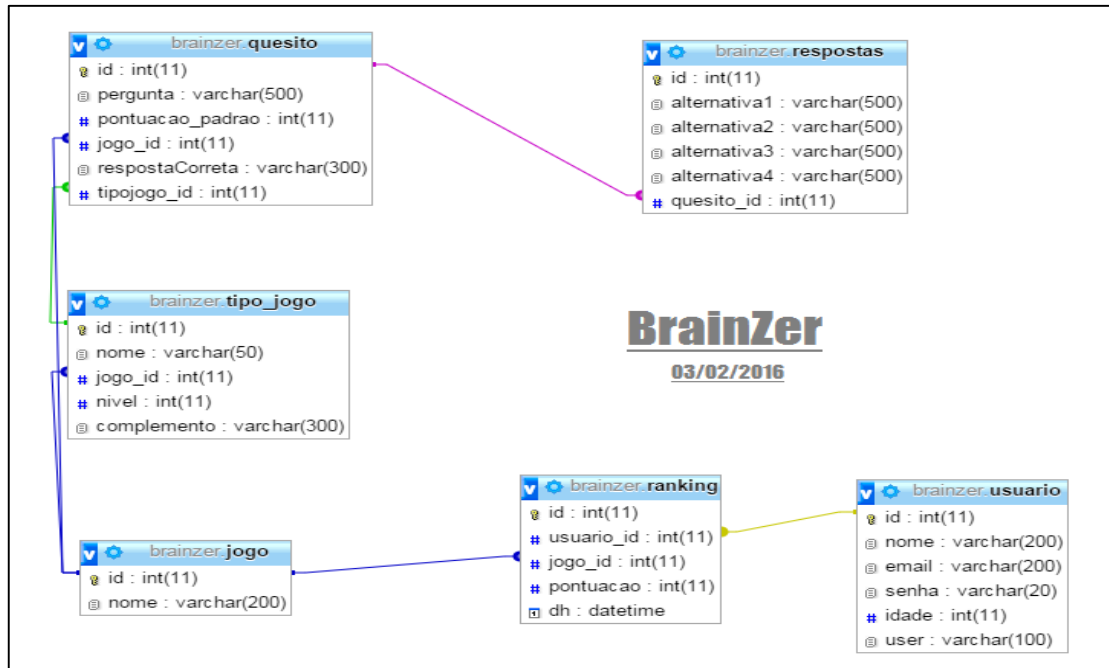 brainzer.quesito
id : int(11)
pergunta : varchar(500)
pontuacao_padrao : int(11)
jogo_id : int(11)
respostaCorreta : varchar(300)
tipojogo_id : int(11)
brainzer.respostas
id : int(11)
alternativa1 : varchar(500)
alternativa2 : varchar(500)
alternativa3 : varchar(500)
alternativa4 : varchar(500)
quesito_id : int(11)
brainzer.tipo_jogo
id : int(11)
nome : varchar(50)
jogo_id : int(11)
nivel : int(11)
complemento : varchar(300)
BrainZer
03/02/2016
brainzer.jogo
id : int(11)
nome : varchar(200)
brainzer.ranking
id : int(11)
usuario_id : int(11)
jogo_id : int(11)
pontuacao : int(11)
dh : datetime
brainzer.usuario
id : int(11)
nome : varchar(200)
email : varchar(200)
senha : varchar(20)
idade : int(11)
user : varchar(100)